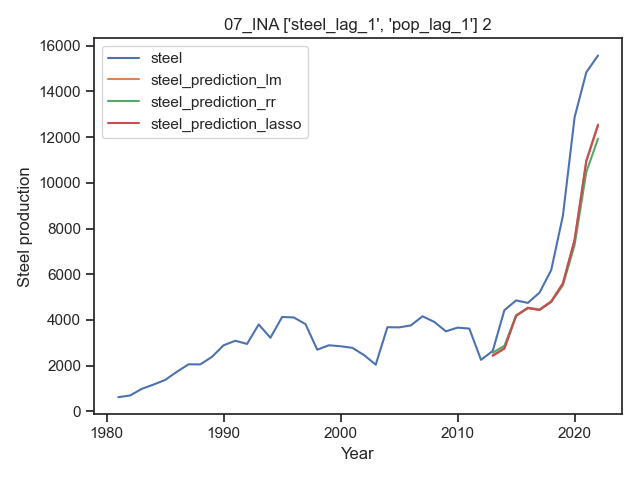 07_INA ['steel_lag_1', 'pop_lag_1'] 2
16000
14000
12000
10000
8000
6000
4000
2000
0
Steel production
steel
steel_prediction_lm
steel_prediction_rr
steel_prediction_lasso
1980 1990 2000 2010 2020
Year